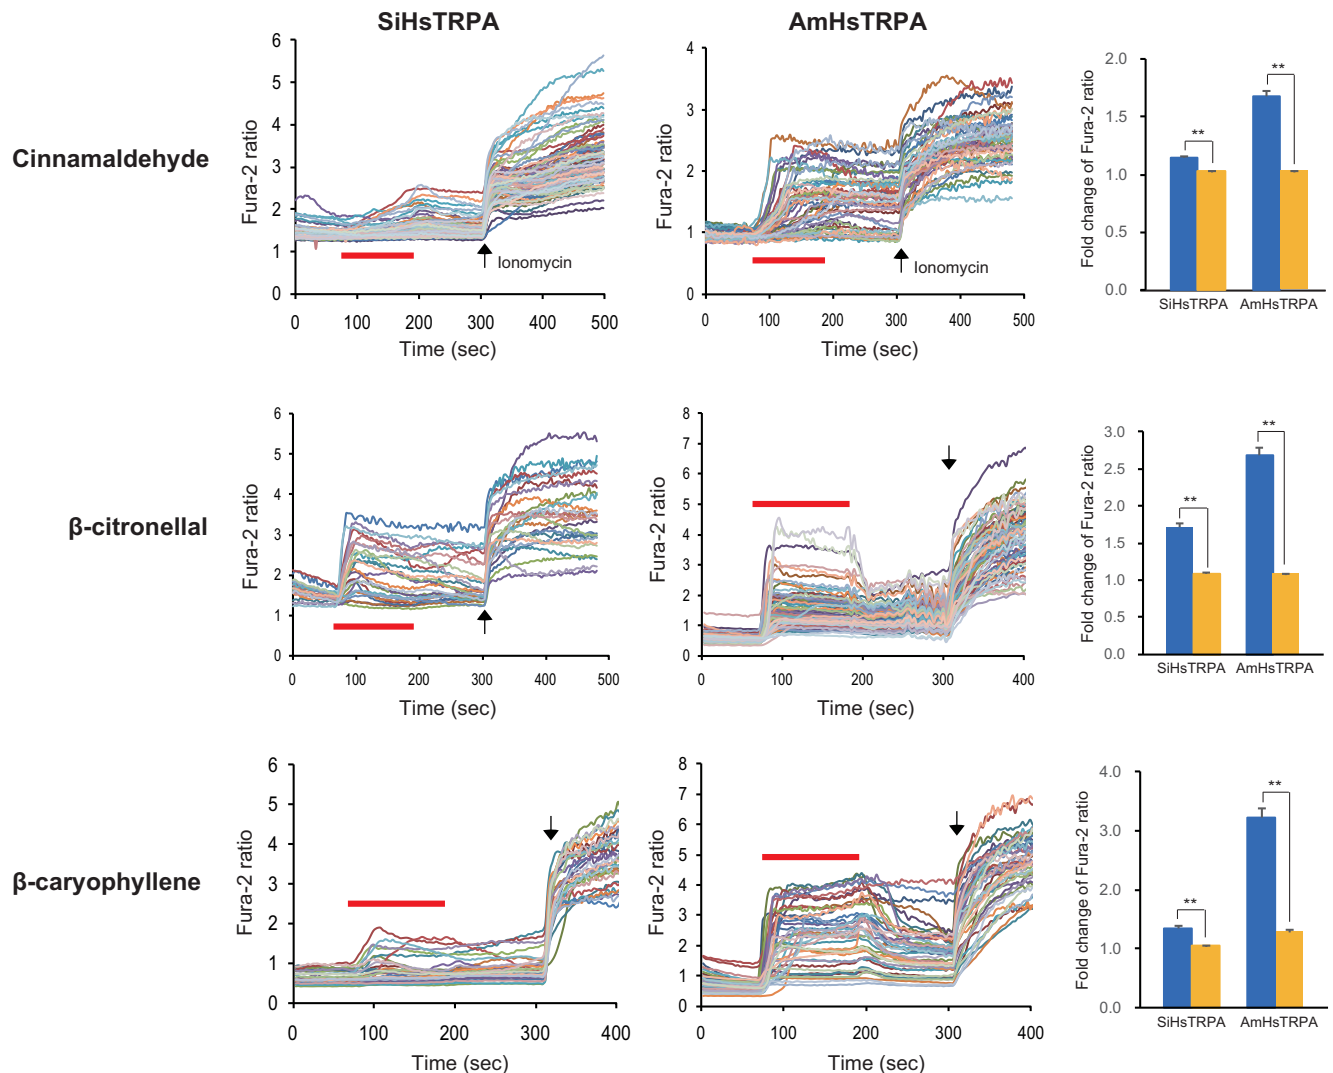 SiHsTRPA
AmHsTRPA
Cinnamaldehyde
Fura-2 ratio
6
5
4
3
2
1
0
0 100 200 300 400 500
Time (sec)
Ionomycin
Fura-2 ratio
4
3
2
1
0
0 100 200 300 400 500
Time (sec)
Ionomycin
Fold change of Fura-2 ratio
2.0
1.5
1.0
0.5
0.0
**
**
SiHsTRPA AmHsTRPA
β-citronellal
Fura-2 ratio
6
5
4
3
2
1
0
0 100 200 300 400 500
Time (sec)
Fura-2 ratio
8
7
6
5
4
3
2
1
0
0 100 200 300 400
Time (sec)
Fold change of Fura-2 ratio
3.0
2.5
2.0
1.5
1.0
0.5
0.0
**
**
SiHsTRPA AmHsTRPA
β-caryophyllene
Fura-2 ratio
6
5
4
3
2
1
0
0 100 200 300 400
Time (sec)
Fura-2 ratio
8
7
6
5
4
3
2
1
0
0 100 200 300 400
Time (sec)
Fold change of Fura-2 ratio
4.0
3.0
2.0
1.0
0.0
**
**
SiHsTRPA AmHsTRPA